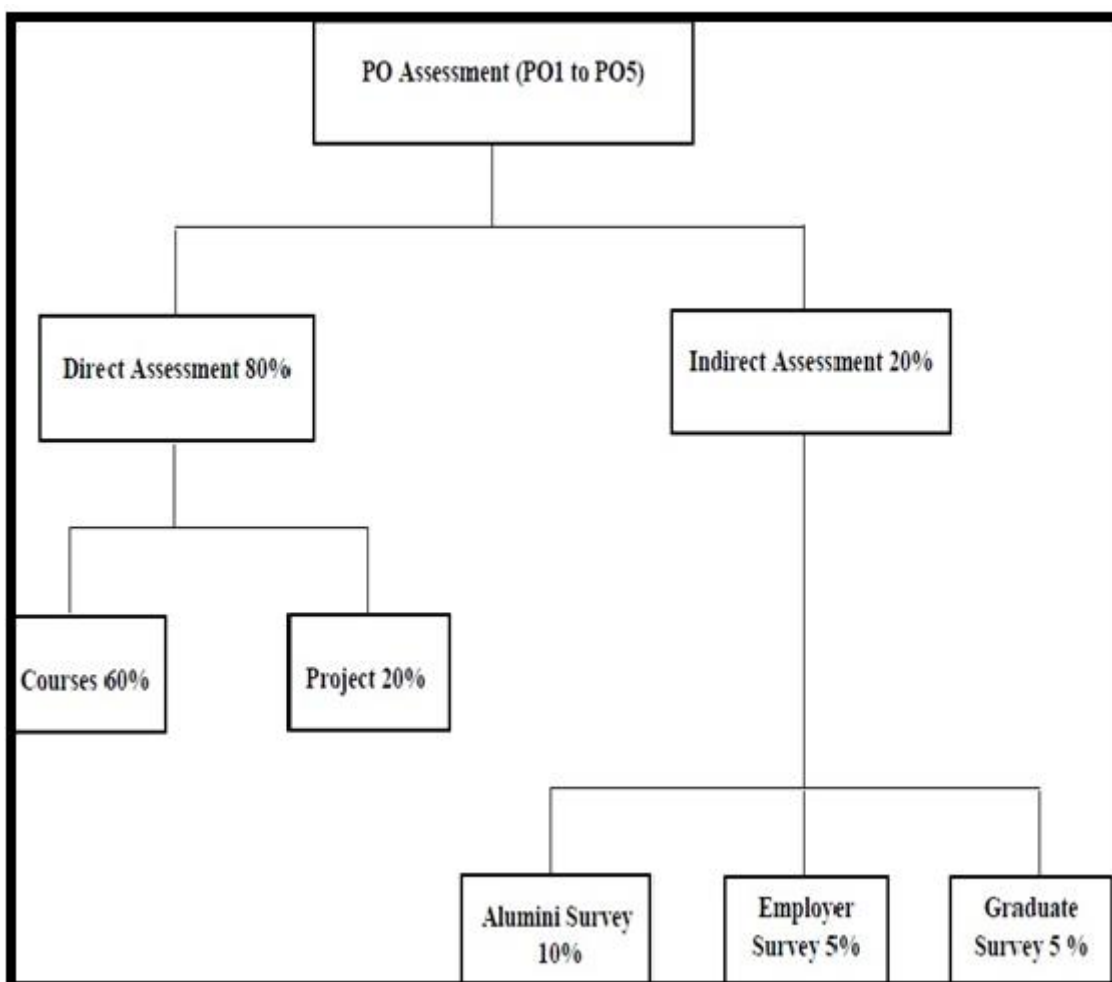 PO Assessment (PO1 to PO5)
Direct Assessment 80%
Indirect Assessment 20%
Courses 60%
Project 20%
Alumini Survey
10%
Employer
Survey 5%
Graduate
Survey 5 %